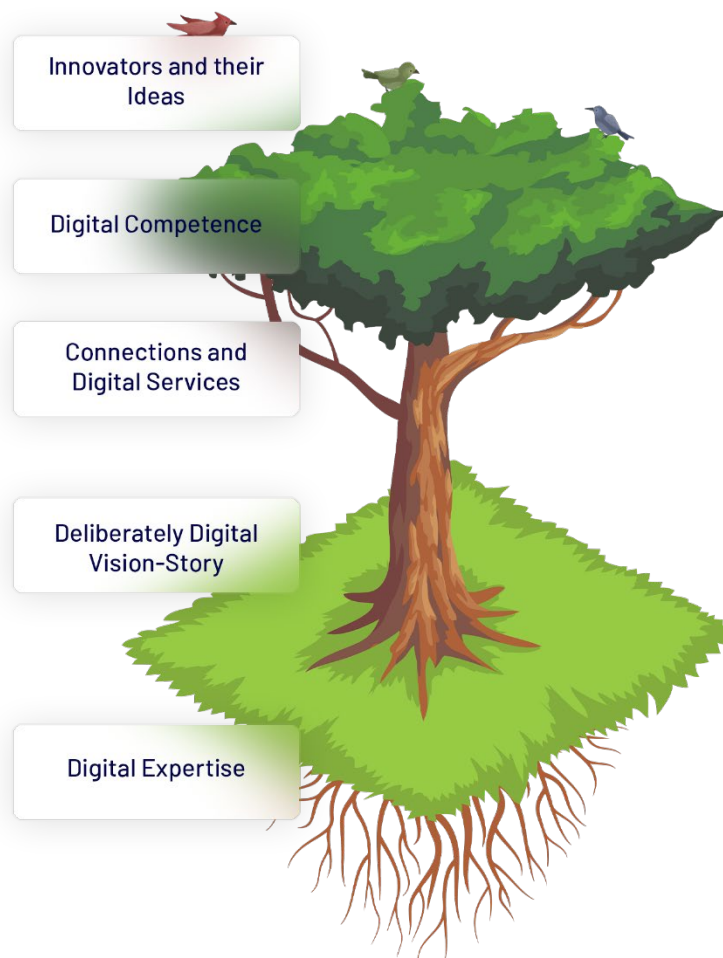 Innovators and their
Ideas
Digital Competence
Connections and
Digital Services
Deliberately Digital
Vision-Story
Digital Expertise